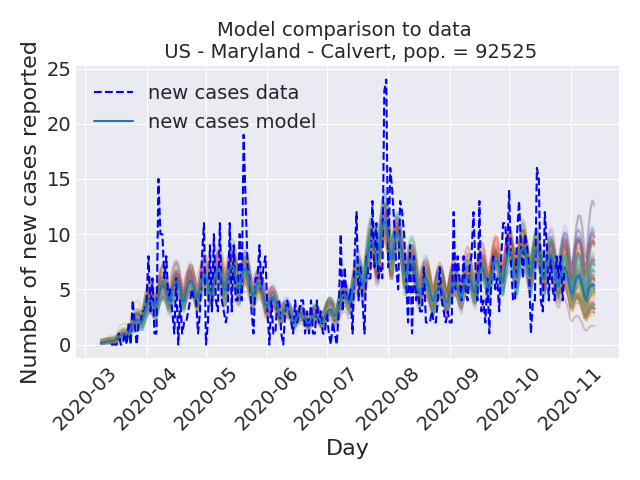 Model comparison to data
US - Maryland - Calvert, pop. = 92525
Number of new cases reported
25
20
15
10
5
0
new cases data
new cases model
2020-03
2020-04
2020-05
2020-06
2020-07
2020-08
2020-09
2020-10
2020-11
Day